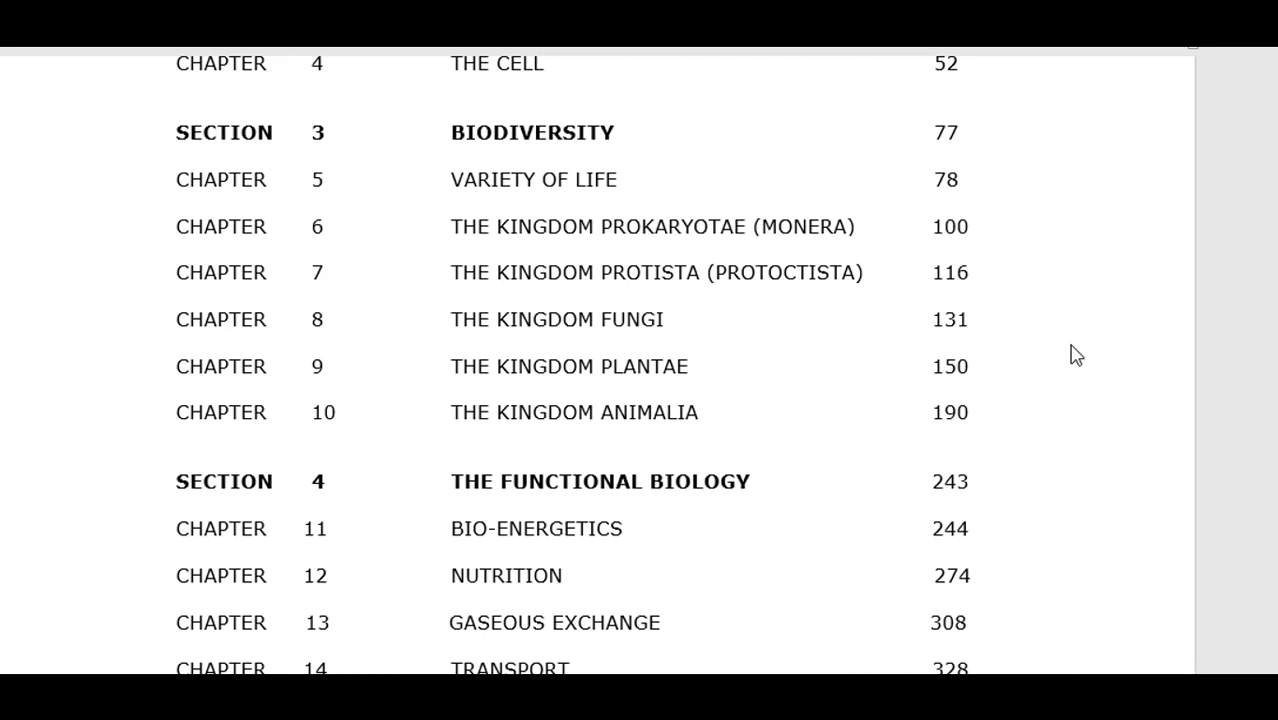 CHAPTER 4 THE CELL 52
SECTION 3 BIODIVERSITY 77
CHAPTER 5 VARIETY OF LIFE 78
CHAPTER 6 THE KINGDOM PROKARYOTAE (MONERA) 100
CHAPTER 7 THE KINGDOM PROTISTA (PROTOCTISTA) 116
CHAPTER 8 THE KINGDOM FUNGI 131
CHAPTER 9 THE KINGDOM PLANTAE 150
CHAPTER 10 THE KINGDOM ANIMALIA 190
SECTION 4 THE FUNCTIONAL BIOLOGY 243
CHAPTER 11 BIO-ENERGETICS 244
CHAPTER 12 NUTRITION 274
CHAPTER 13 GASEOUS EXCHANGE 308
CHAPTER 14 TRANSPORT 328